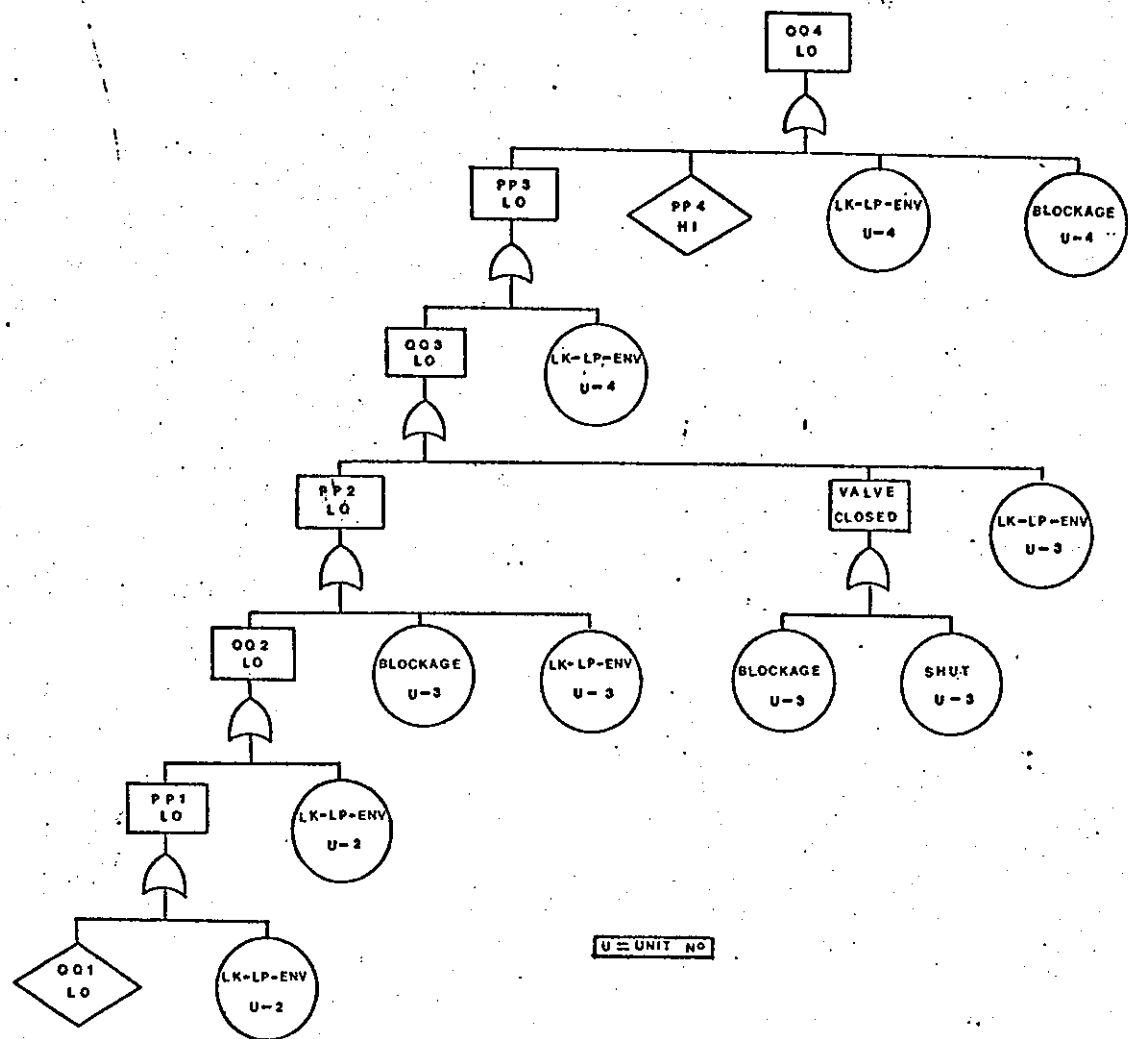 QQ4
LO
PP3
LO
PP4
HI
LK-LP-ENV
U-4
BLOCKAGE
U-4
QQ3
LO
LK-LP-ENV
U-4
PP2
LO
VALVE
CLOSED
LK-LP-ENV
U-3
QQ2
LO
BLOCKAGE
U-3
LK-LP-ENV
U-3
BLOCKAGE
U-3
SHUT
U-3
PP1
LO
LK-LP-ENV
U-2
QQ1
LO
LK-LP-ENV
U-2
U = UNIT NO